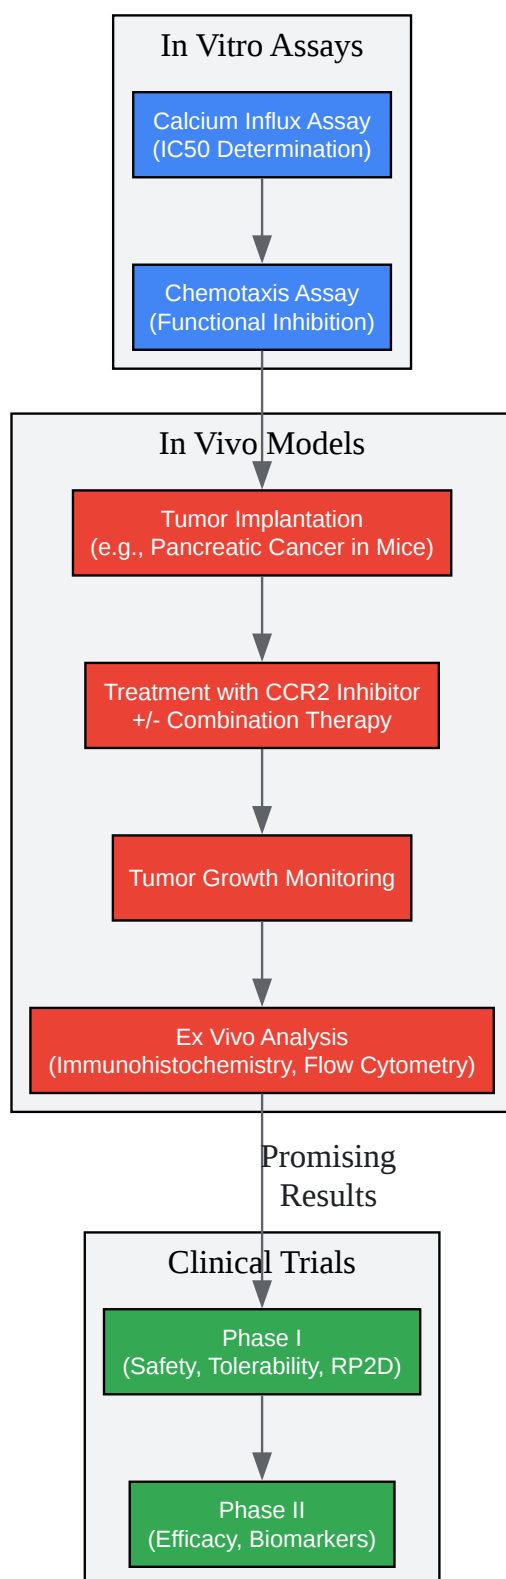 In Vitro Assays
Calcium Influx Assay
(IC50 Determination)
Chemotaxis Assay
(Functional Inhibition)
In Vivo Models
Tumor Implantation
(e.g., Pancreatic Cancer in Mice)
Treatment with CCR2 Inhibitor
+/- Combination Therapy
Tumor Growth Monitoring
Ex Vivo Analysis
(Immunohistochemistry, Flow Cytometry)
Promising
Results
Clinical Trials
Phase I
(Safety, Tolerability, RP2D)
Phase II
(Efficacy, Biomarkers)